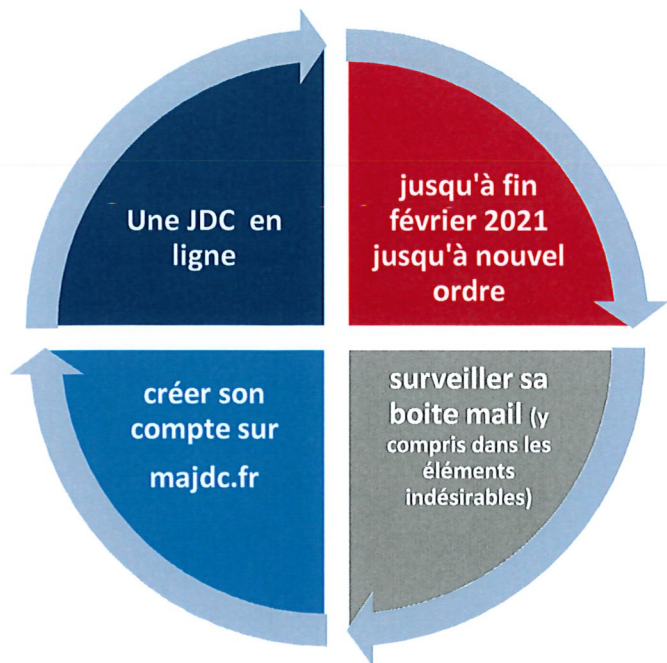 Une JDC en
ligne
jusqu'à fin
février 2021
jusqu'à nouvel
ordre
surveiller sa
boite mail (y
compris dans les
éléments
indésirables)
créer son
compte sur
majdc.fr